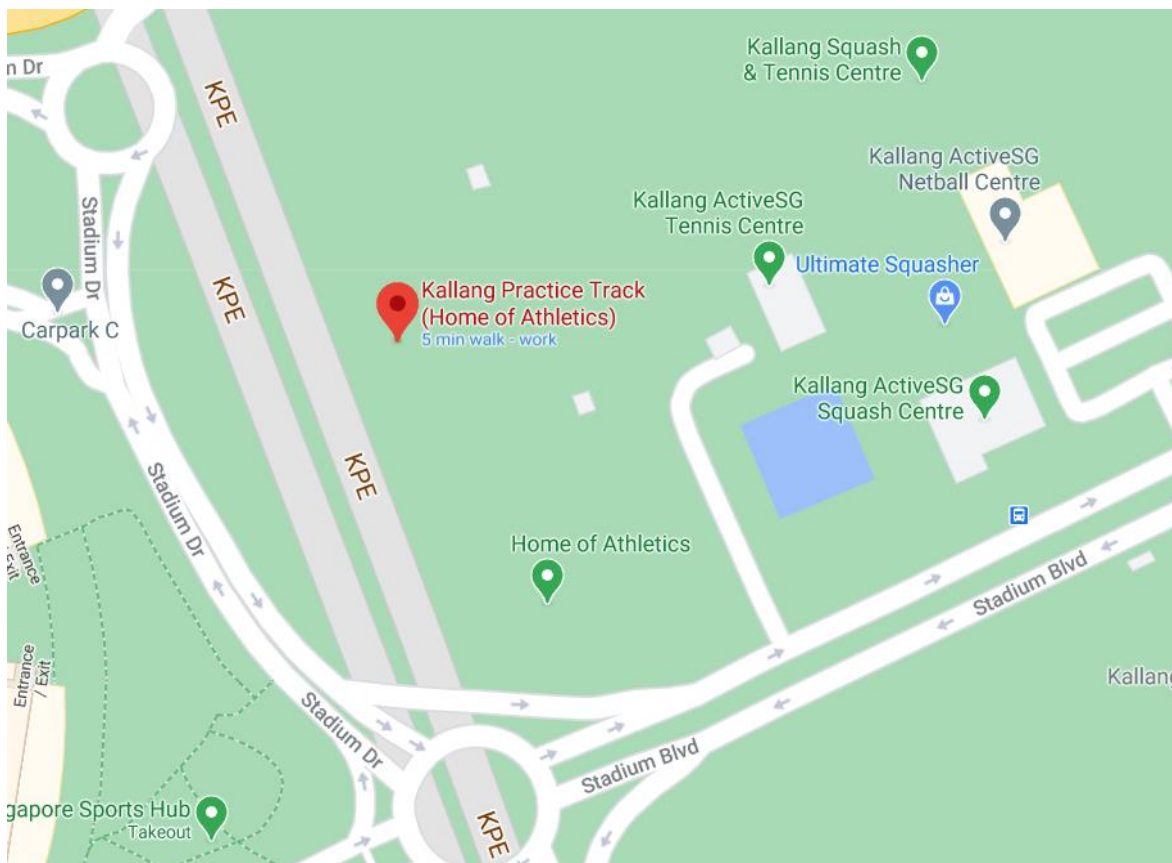 Kallang Squash
& Tennis Centre
n Dr
KPE
Kallang ActiveSG
Netball Centre
Kallang ActiveSG
Tennis Centre
Stadium Dr
Ultimate Squasher
KPE
Kallang Practice Track
(Home of Athletics)
5 min walk - work
Carpark C
Kallang ActiveSG
Squash Centre
KPE
Stadium Dr
Entrance
/ Exit
Home of Athletics
Stadium Blvd
Entrance
/ Exit
Kallang
Stadium Dr
Stadium Blvd
gapore Sports Hub
Takeout
KPE